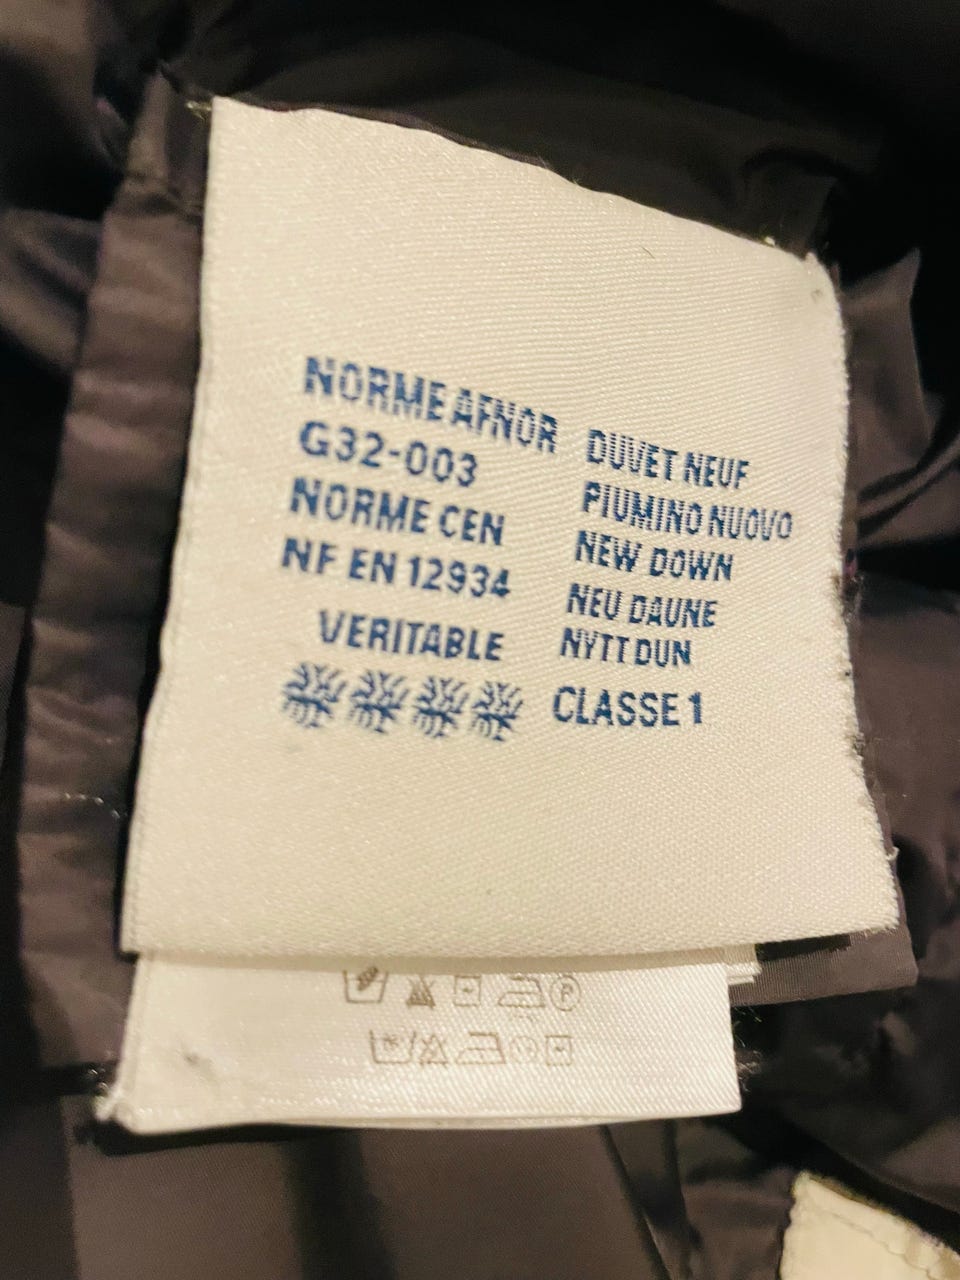 NORME AFNOR
G32-003
NORME CEN
NF EN 12934
VERITABLE
DUVET NEUF
PIUMINO NUOVO
NEW DOWN
NEU DAUNE
NYTT DUN
CLASSE 1
P